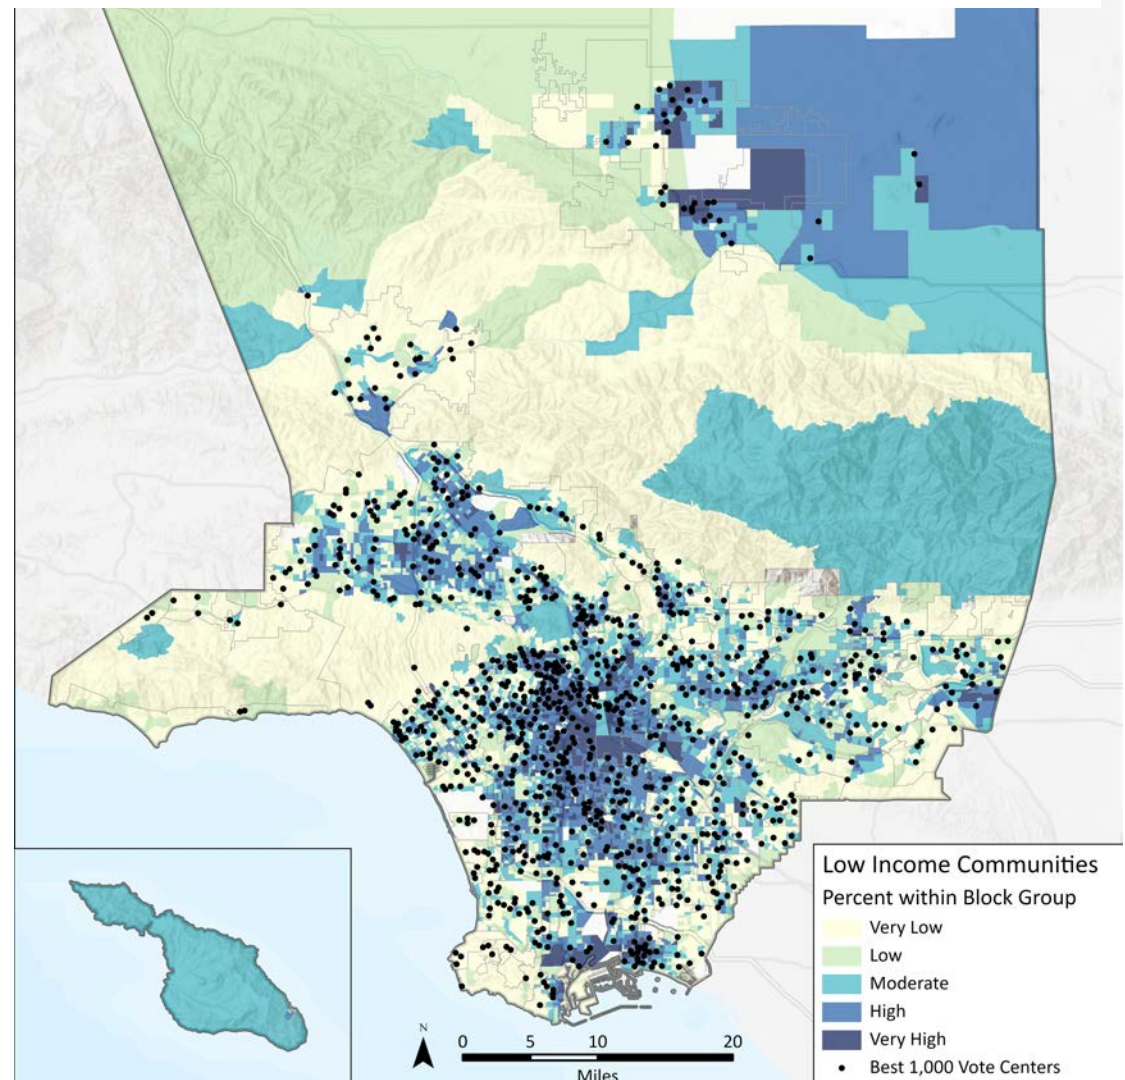 Low Income Communities
Percent within Block Group
Very Low
Low
Moderate
High
Very High
Best 1,000 Vote Centers
N
0 5 10 20
Miles